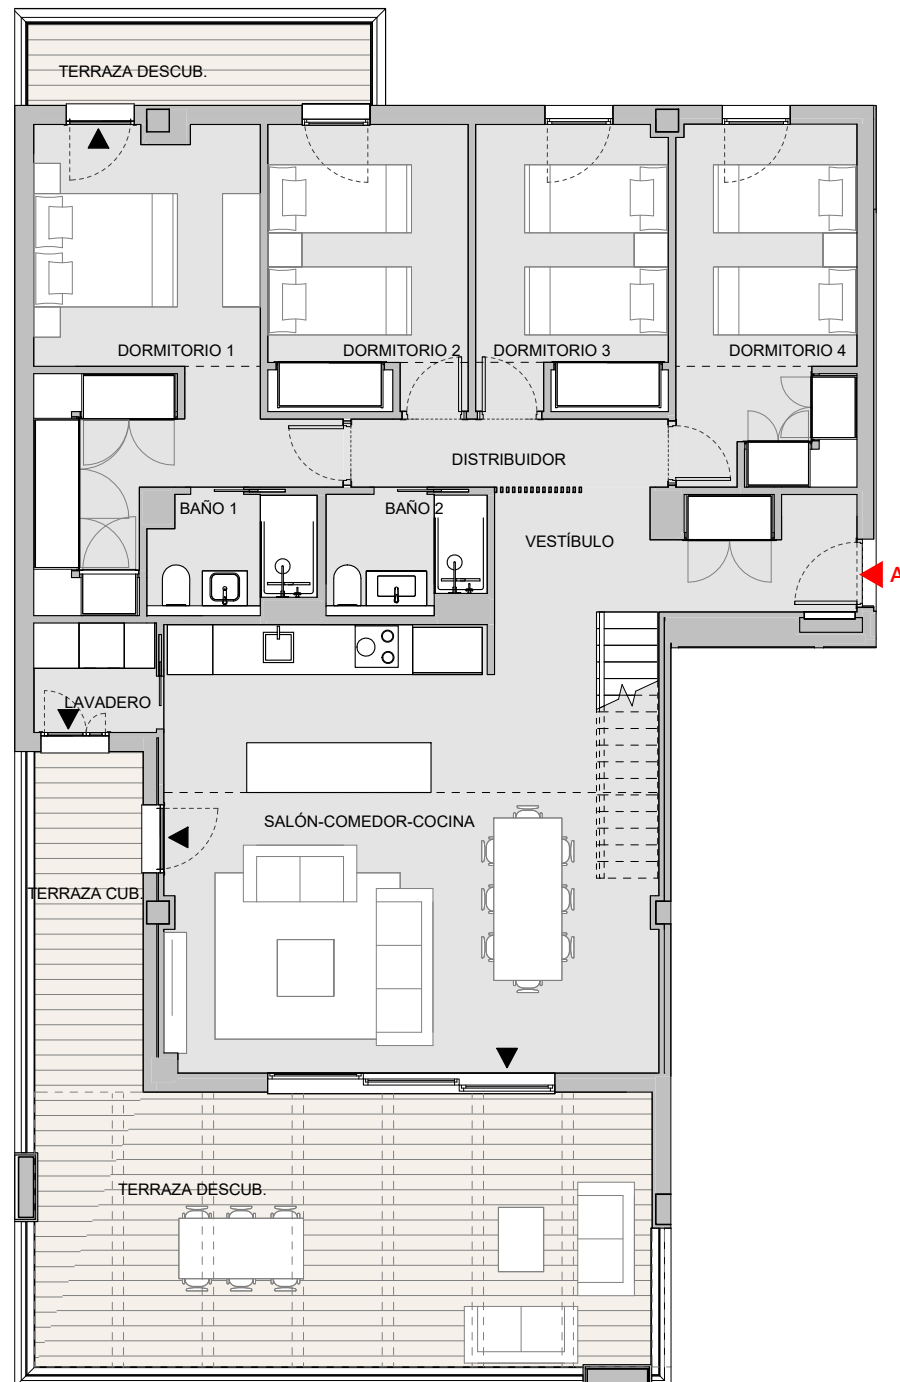 TERRAZA DESCUB.
DORMITORIO 1
DORMITORIO 2
DORMITORIO 3
DORMITORIO 4
DISTRIBUIDOR
BAÑO 1
BAÑO 2
VESTÍBULO
A
LAVADERO
SALÓN-COMEDOR-COCINA
TERRAZA CUB.
TERRAZA DESCUB.